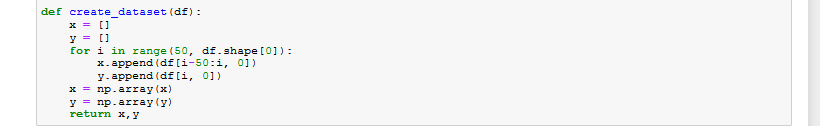 def create_dataset(df):
    x = []
    y = []
    for i in range(50, df.shape[0]):
        x.append(df[i-50:i, 0])
        y.append(df[i, 0])
    x = np.array(x)
    y = np.array(y)
    return x,y